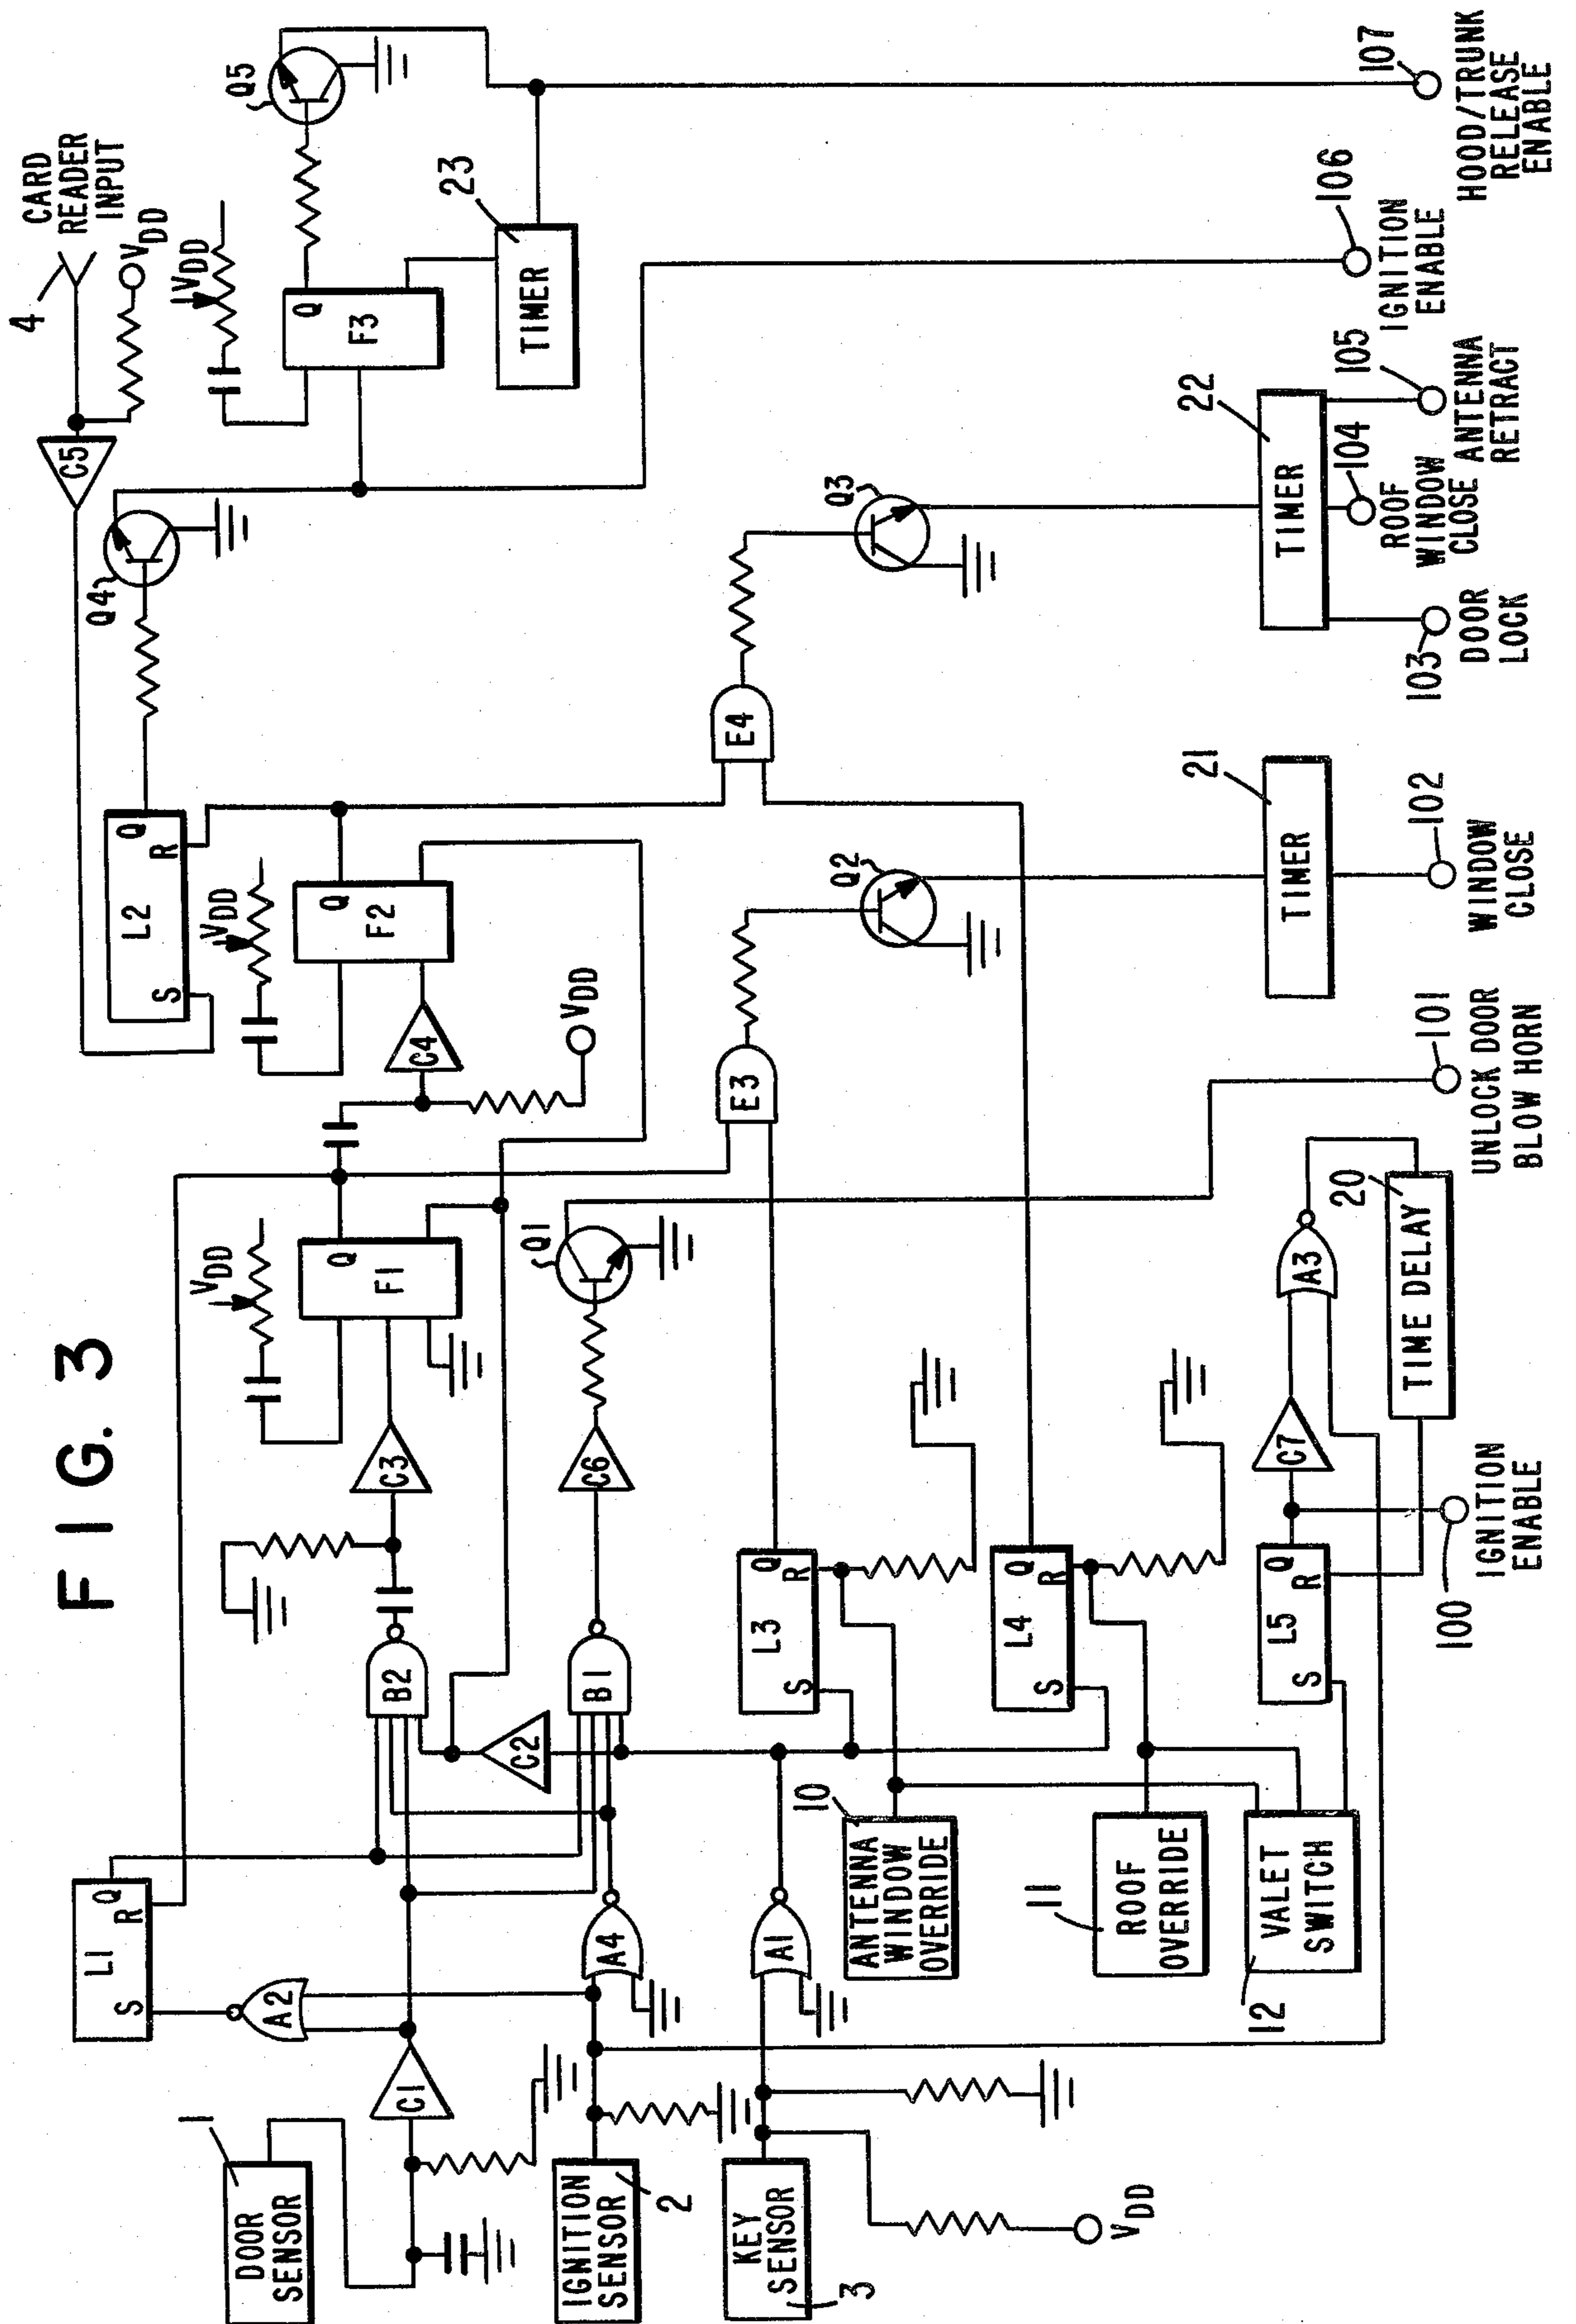 FIG. 3
1
DOOR
SENSOR
IGNITION
SENSOR
2
KEY
SENSOR
3
VDD
C1
A2
L1
S
R
Q
A4
A1
B2
B1
C2
10
ANTENNA
WINDOW
OVERRIDE
11
ROOF
OVERRIDE
12
VALET
SWITCH
C3
C6
VDD
Q
F1
Q1
L3
S
Q
R
L4
S
Q
R
L5
S
Q
R
C7
A3
20
TIME DELAY
100
IGNITION
ENABLE
101
UNLOCK DOOR
BLOW HORN
C4
VDD
VDD
Q
F2
L2
S
Q
R
E3
Q2
21
TIMER
102
WINDOW
CLOSE
E4
Q3
22
TIMER
103
DOOR
LOCK
104
ROOF
WINDOW
CLOSE
105
ANTENNA
RETRACT
Q4
C5
4
CARD
READER
INPUT
VDD
VDD
Q
F3
Q5
23
TIMER
106
IGNITION
ENABLE
107
HOOD/TRUNK
RELEASE
ENABLE